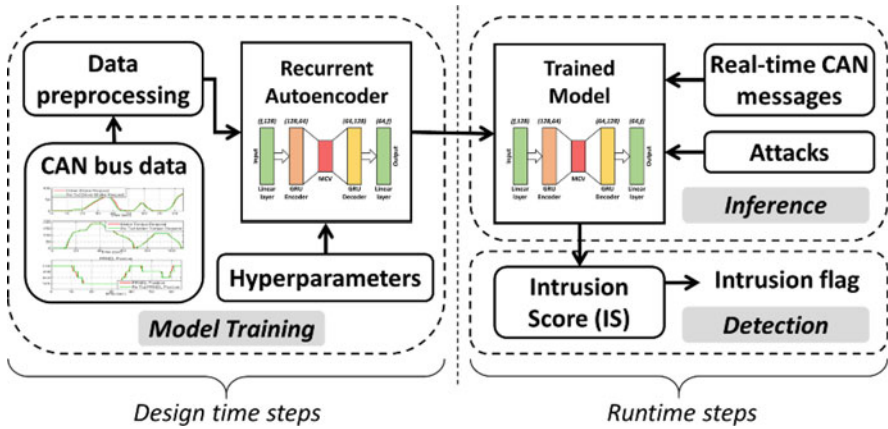 Data
preprocessing
CAN bus data
Recurrent
Autoencoder
(f,128)
(128,64)
(64,128)
(64,f)
Input
Output
Linear
layer
GRU
Encoder
MCV
GRU
Decoder
Linear
layer
Hyperparameters
Model Training
Design time steps
Trained
Model
(f,128)
(128,64)
(64,128)
(64,f)
Input
Output
Linear
layer
GRU
Encoder
MCV
GRU
Decoder
Linear
layer
Real-time CAN
messages
Attacks
Inference
Intrusion
Score (IS)
Intrusion flag
Detection
Runtime steps